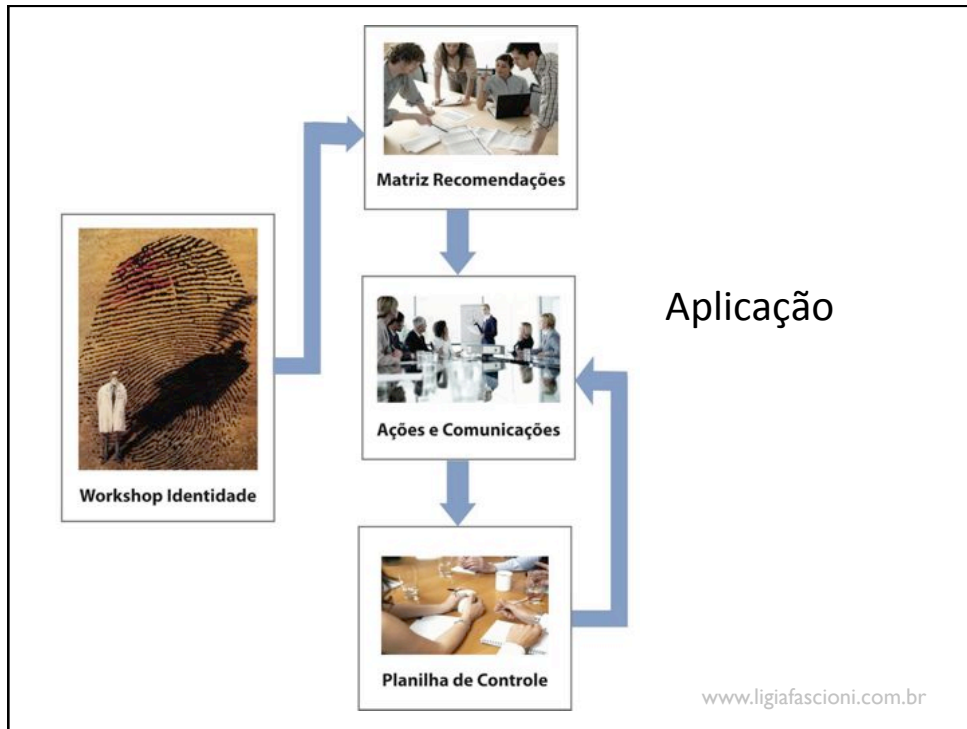 Matriz Recomendações
Aplicação
Ações e Comunicações
Workshop Identidade
Planilha de Controle
www.ligiafascioni.com.br